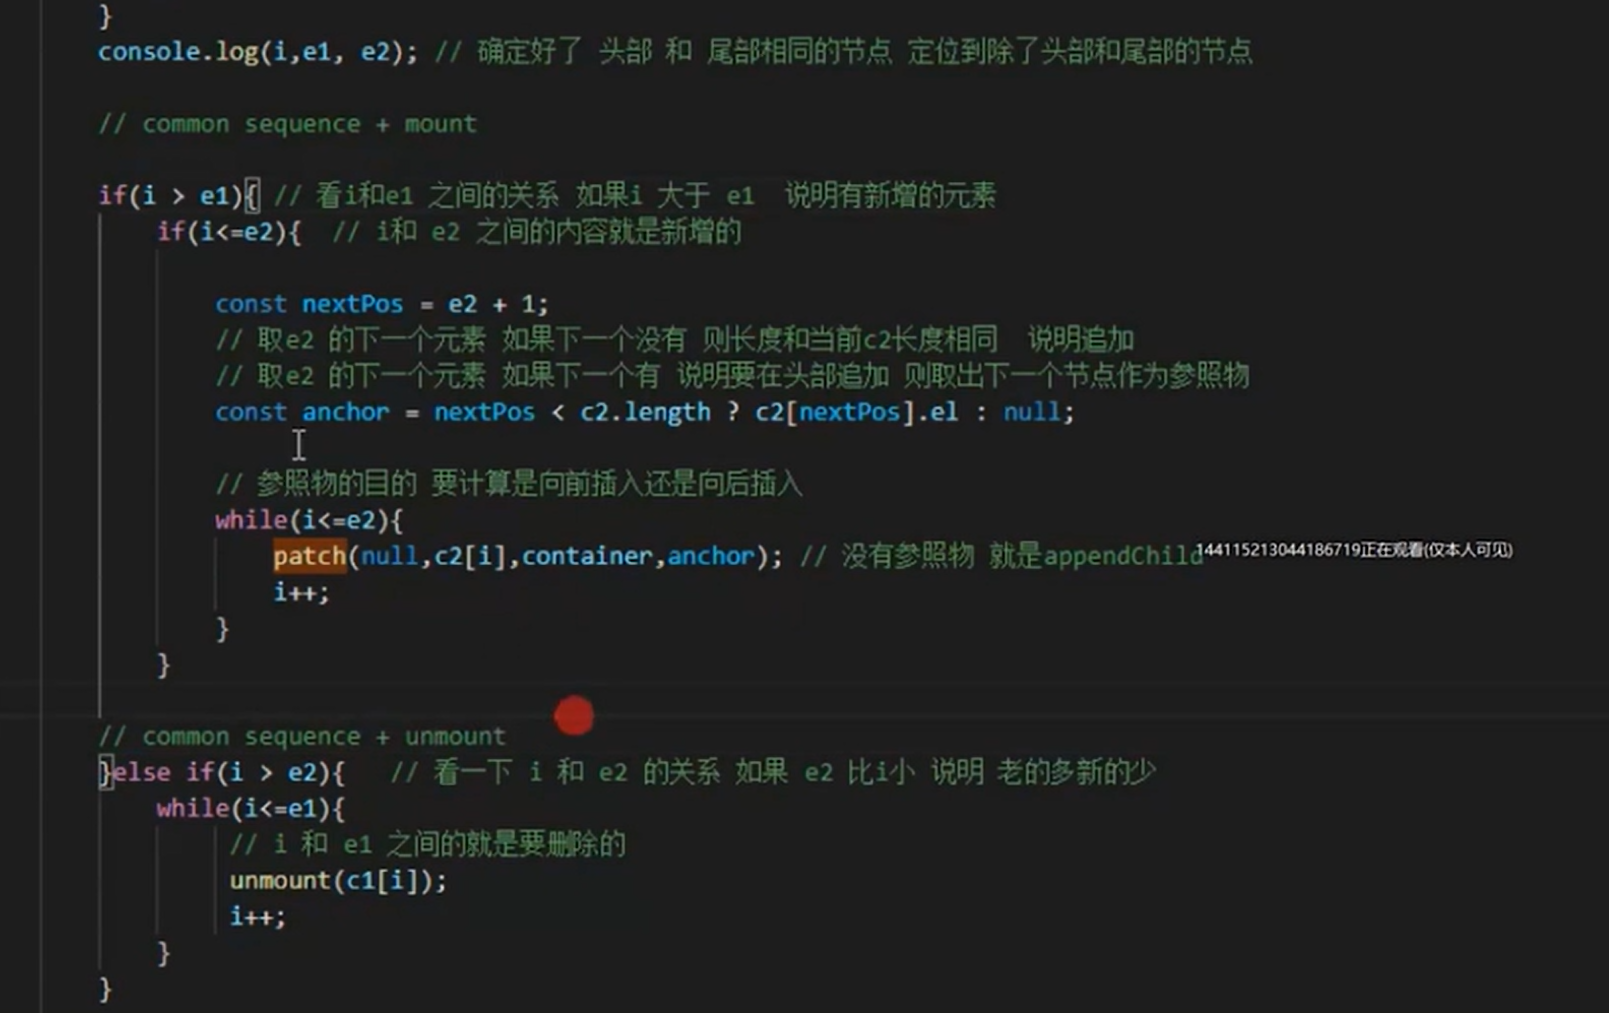 }
console.log(i,e1, e2); // 确定好了 头部 和 尾部相同的节点 定位到除了头部和尾部的节点
// common sequence + mount
if(i > e1){ // 看i和e1 之间的关系 如果i 大于 e1 说明有新增的元素
if(i<=e2){ // i和 e2 之间的内容就是新增的
const nextPos = e2 + 1;
// 取e2 的下一个元素 如果下一个没有 则长度和当前c2长度相同 说明追加
// 取e2 的下一个元素 如果下一个有 说明要在头部追加 则取出下一个节点作为参照物
const anchor = nextPos < c2.length ? c2[nextPos].el : null;
// 参照物的目的 要计算是向前插入还是向后插入
while(i<=e2){
patch(null,c2[i],container,anchor); // 没有参照物 就是appendChild
144115213044186719正在观看(仅本人可见)
i++;
}
}
// common sequence + unmount
}else if(i > e2){ // 看一下 i 和 e2 的关系 如果 e2 比i小 说明 老的多新的少
while(i<=e1){
// i 和 e1 之间的就是要删除的
unmount(c1[i]);
i++;
}
}